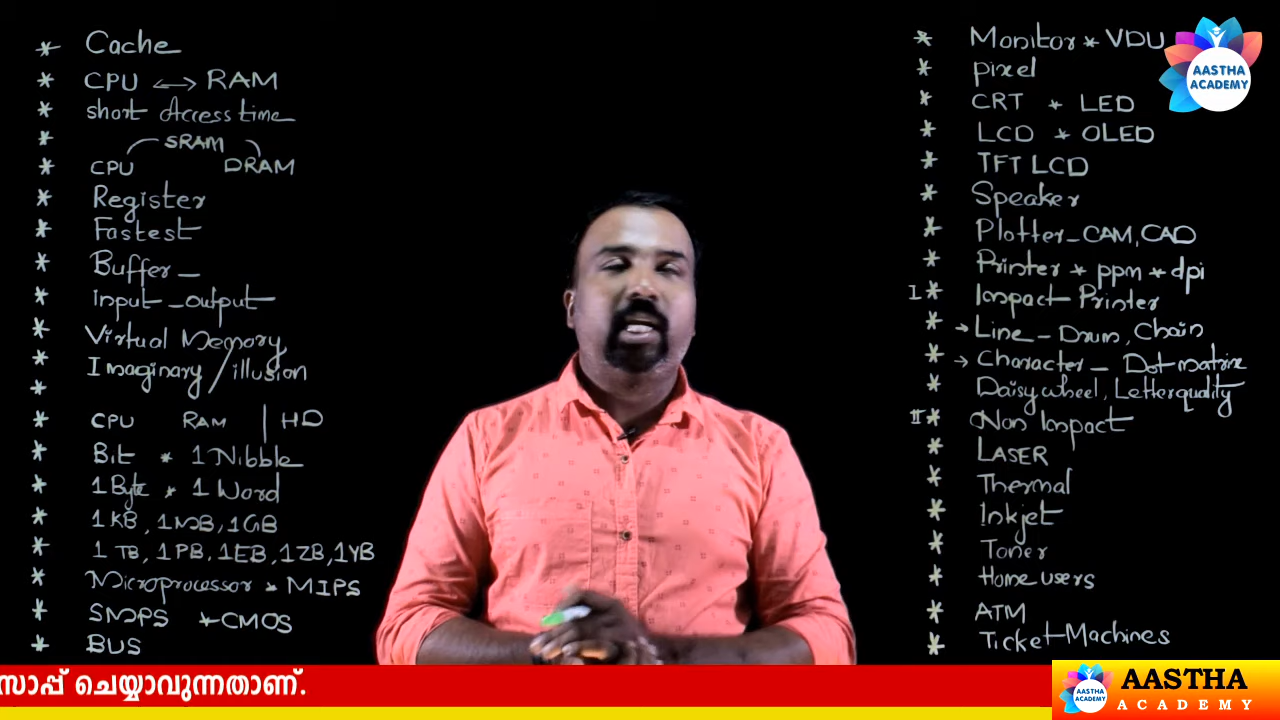 * Cache
* CPU ↔ RAM
* short Access time
* SRAM
* CPU DRAM
* Register
* Fastest
* Buffer -
* input - output
* Virtual Memory
* Imaginary / illusion
*
* CPU RAM | HD
* Bit * 1 Nibble
* 1 Byte * 1 Word
* 1 KB, 1 MB, 1 GB
* 1 TB, 1 PB, 1 EB, 1 ZB, 1 YB
* Microprocessor * MIPS
* SMPS * CMOS
* BUS
* Monitor * VDU
* pixel
* CRT * LED
* LCD * OLED
* TFT LCD
* Speaker
* Plotter - CAM, CAD
* Printer * ppm * dpi
I * Impact Printer
* → Line - Drum, Chain
* → Character - Dot matrix
* Daisy wheel, Letter quality
II * Non Impact
* LASER
* Thermal
* Inkjet
* Toner
* Home users
* ATM
* Ticket Machines
AASTHA
ACADEMY
സാപ്പ് ചെയ്യാവുന്നതാണ്.
AASTHA
ACADEMY
AASTHA
ACADEMY